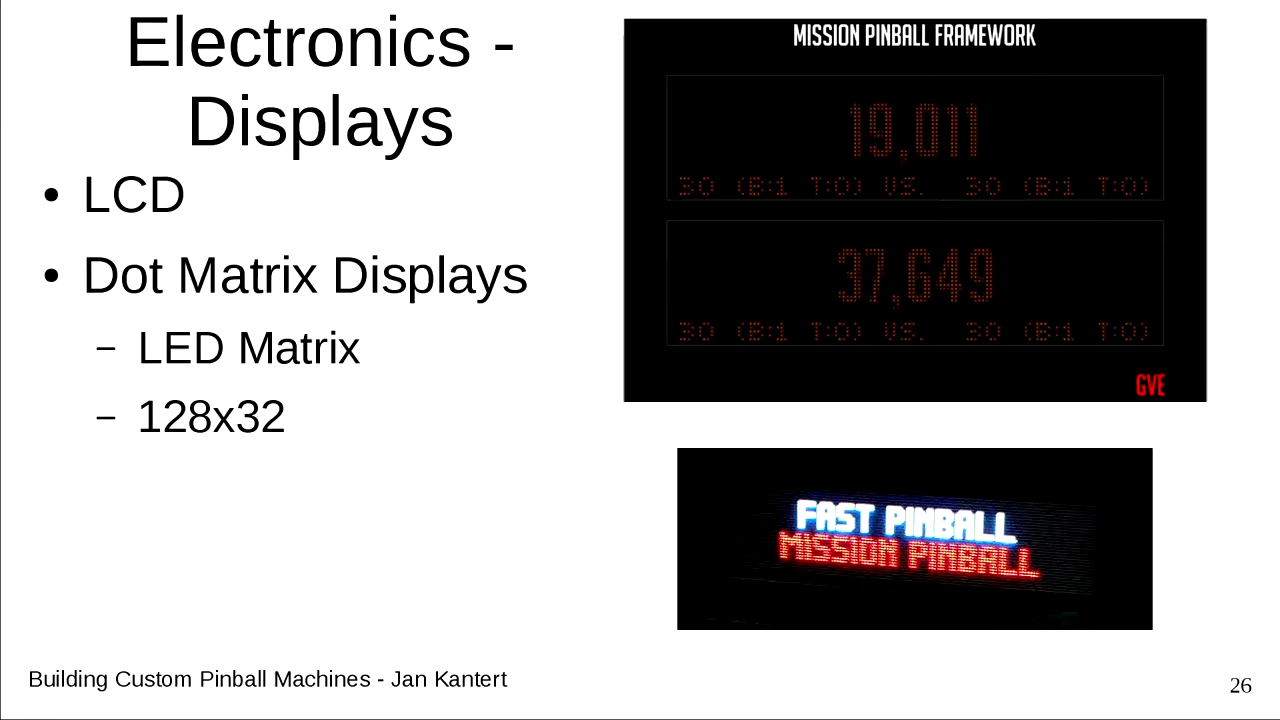 Electronics -
Displays
● LCD
● Dot Matrix Displays
– LED Matrix
– 128x32
MISSION PINBALL FRAMEWORK
19,011
30 (B:1 T:0) VS. 30 (B:1 T:0)
37,649
30 (B:1 T:0) VS. 30 (B:1 T:0)
GVE
FAST PINBALL
MISSION PINBALL
Building Custom Pinball Machines - Jan Kantert
26